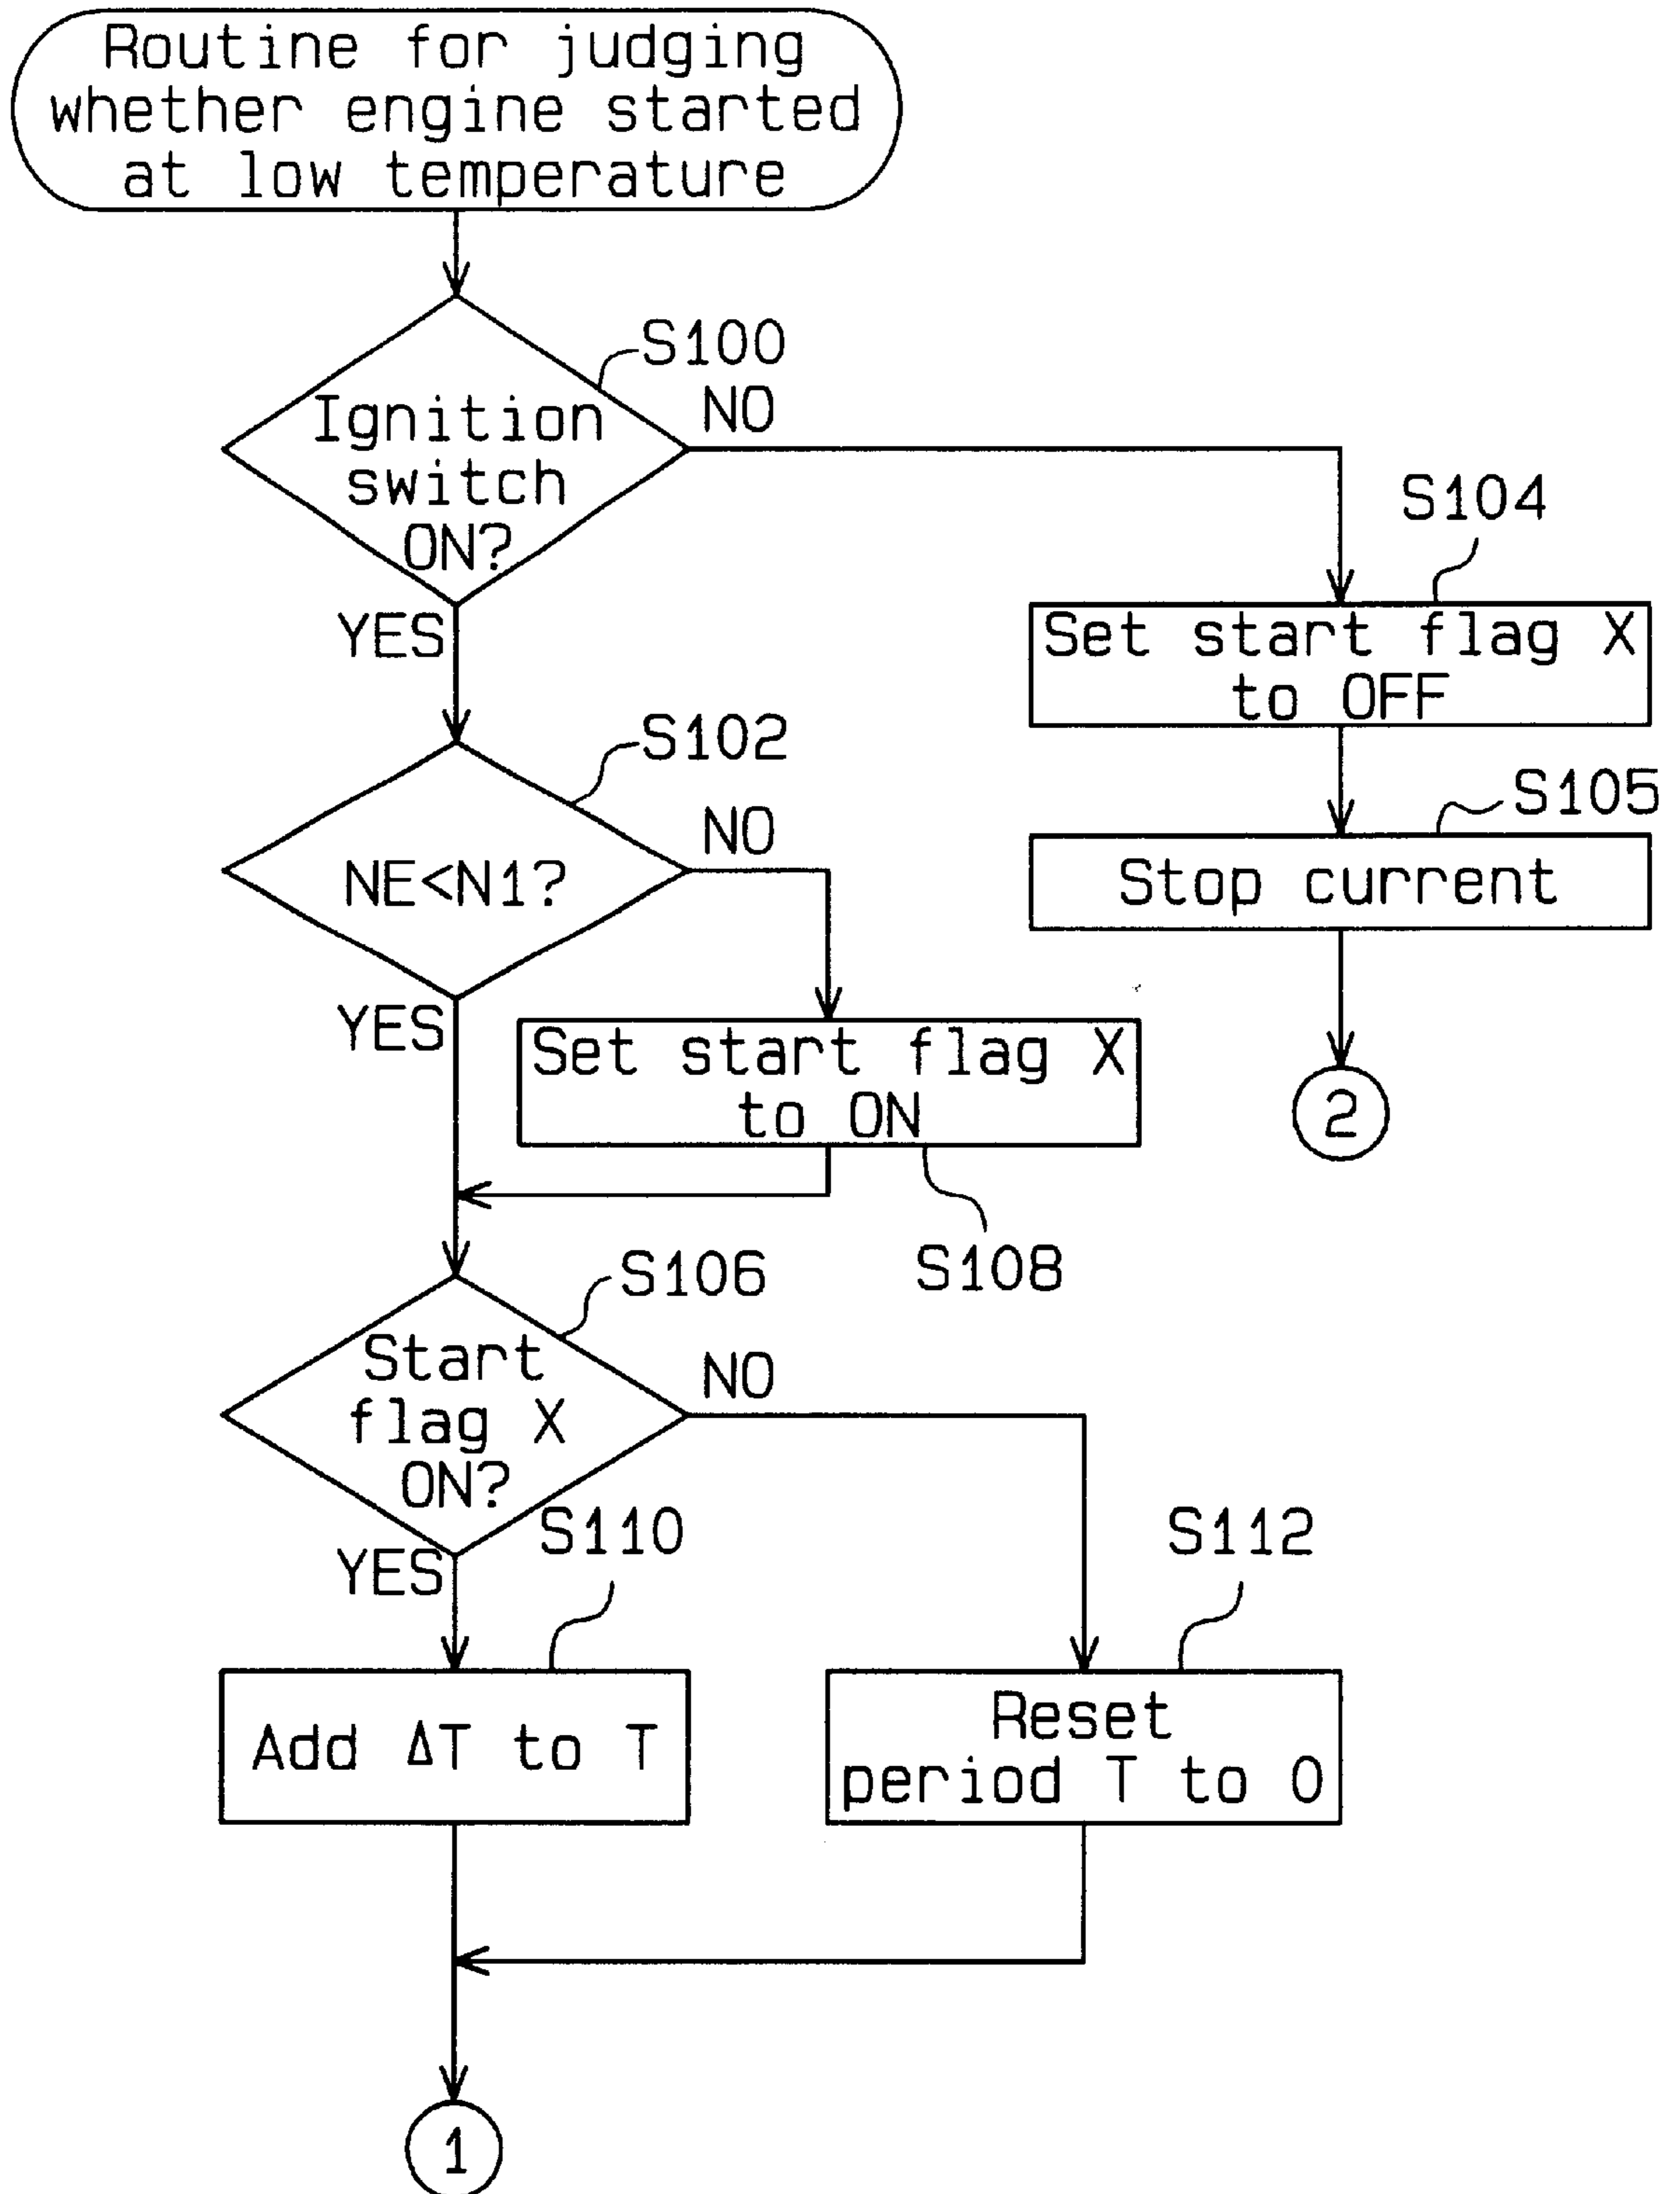 Routine for judging
whether engine started
at low temperature
S100
Ignition
switch
ON?
NO
YES
S104
Set start flag X
to OFF
S105
Stop current
2
S102
NE<N1?
NO
YES
Set start flag X
to ON
S108
S106
Start
flag X
ON?
NO
YES
S110
Add ΔT to T
S112
Reset
period T to 0
1